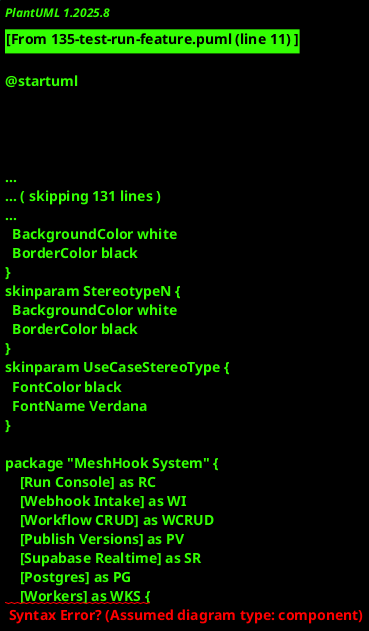 PlantUML 1.2025.8
[From 135-test-run-feature.puml (line 11) ]
@startuml
...
... ( skipping 131 lines )
...
BackgroundColor white
BorderColor black
}
skinparam StereotypeN {
BackgroundColor white
BorderColor black
}
skinparam UseCaseStereoType {
FontColor black
FontName Verdana
}
package "MeshHook System" {
[Run Console] as RC
[Webhook Intake] as WI
[Workflow CRUD] as WCRUD
[Publish Versions] as PV
[Supabase Realtime] as SR
[Postgres] as PG
[Workers] as WKS {
Syntax Error? (Assumed diagram type: component)